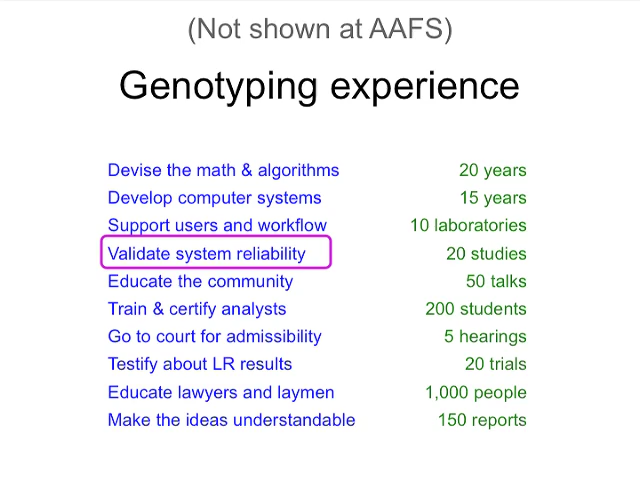 (Not shown at AAFS)
Genotyping experience
Devise the math & algorithms 20 years
Develop computer systems 15 years
Support users and workflow 10 laboratories
Validate system reliability 20 studies
Educate the community 50 talks
Train & certify analysts 200 students
Go to court for admissibility 5 hearings
Testify about LR results 20 trials
Educate lawyers and laymen 1,000 people
Make the ideas understandable 150 reports